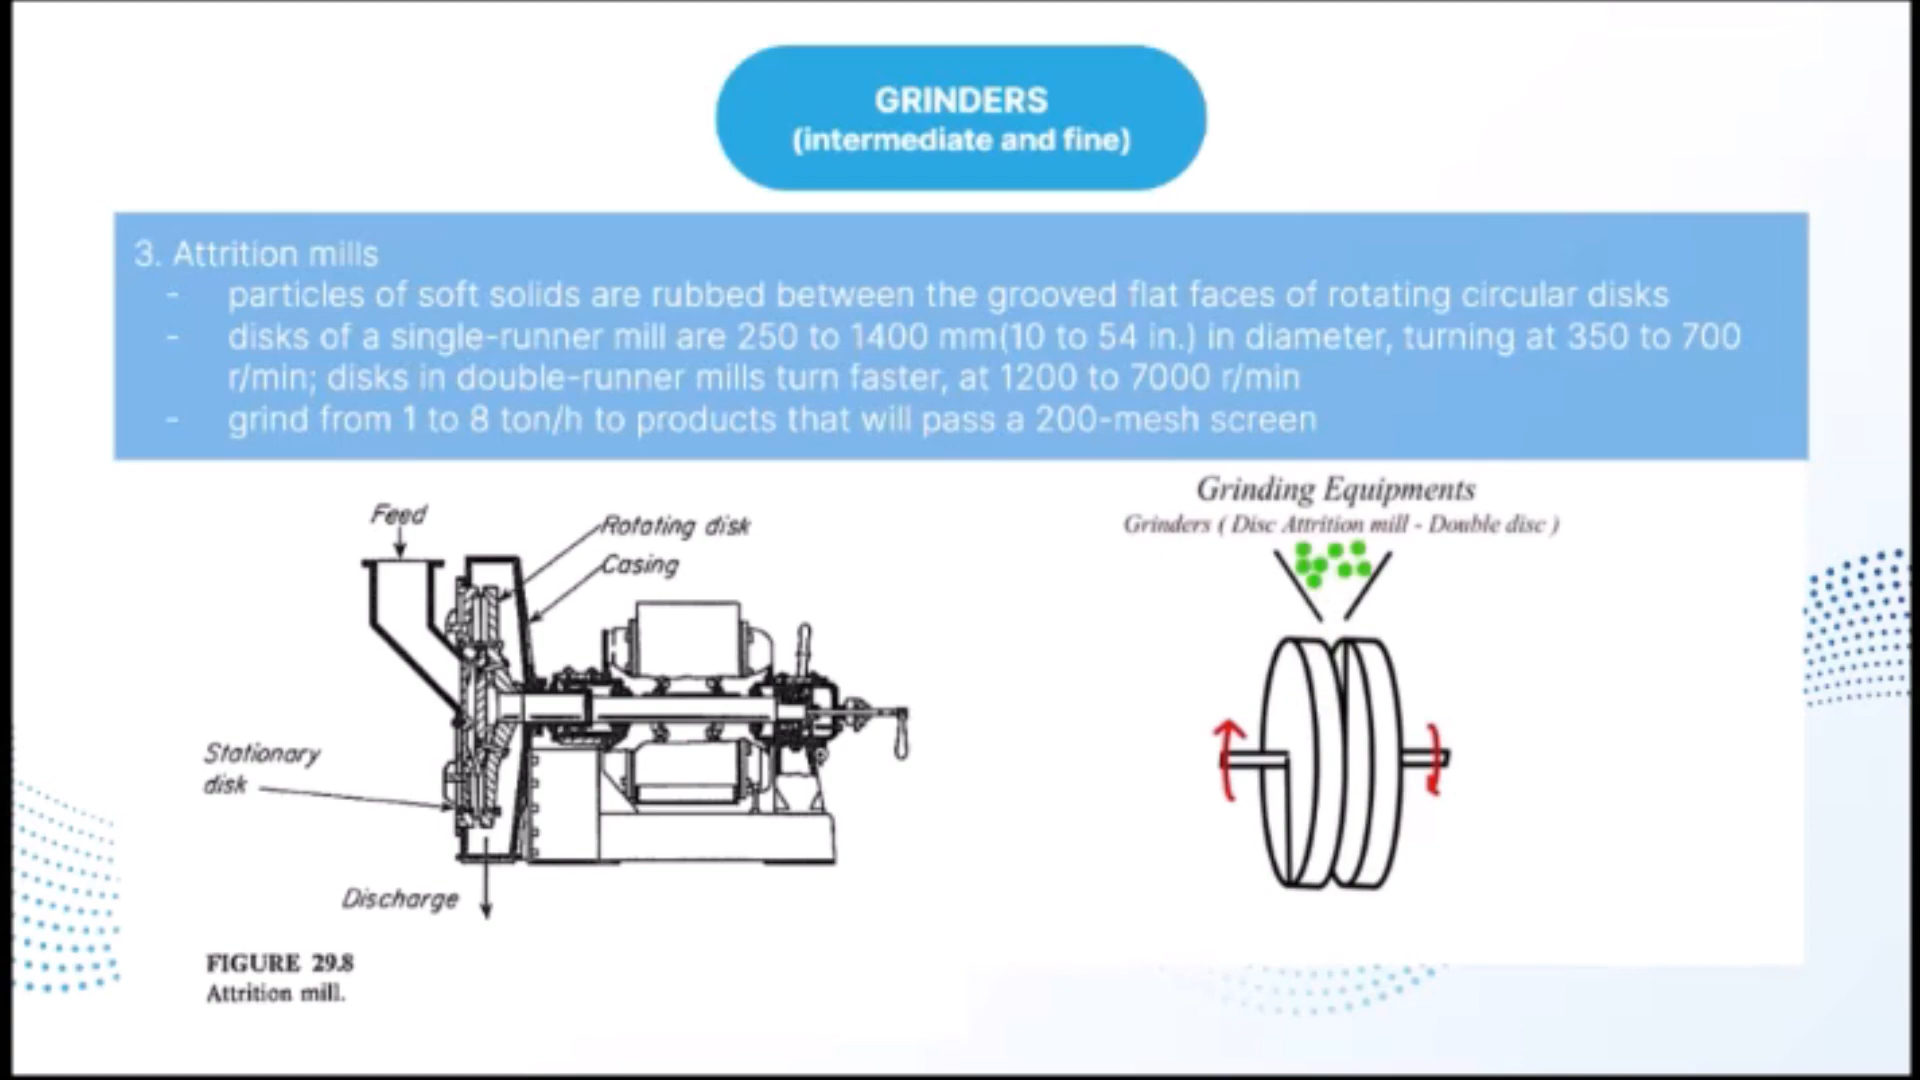 GRINDERS
(intermediate and fine)
3. Attrition mills
- particles of soft solids are rubbed between the grooved flat faces of rotating circular disks
- disks of a single-runner mill are 250 to 1400 mm(10 to 54 in.) in diameter, turning at 350 to 700
r/min; disks in double-runner mills turn faster, at 1200 to 7000 r/min
- grind from 1 to 8 ton/h to products that will pass a 200-mesh screen
Feed
Rotating disk
Casing
Stationary
disk
Discharge
FIGURE 29.8
Attrition mill.
Grinding Equipments
Grinders ( Disc Attrition mill - Double disc )